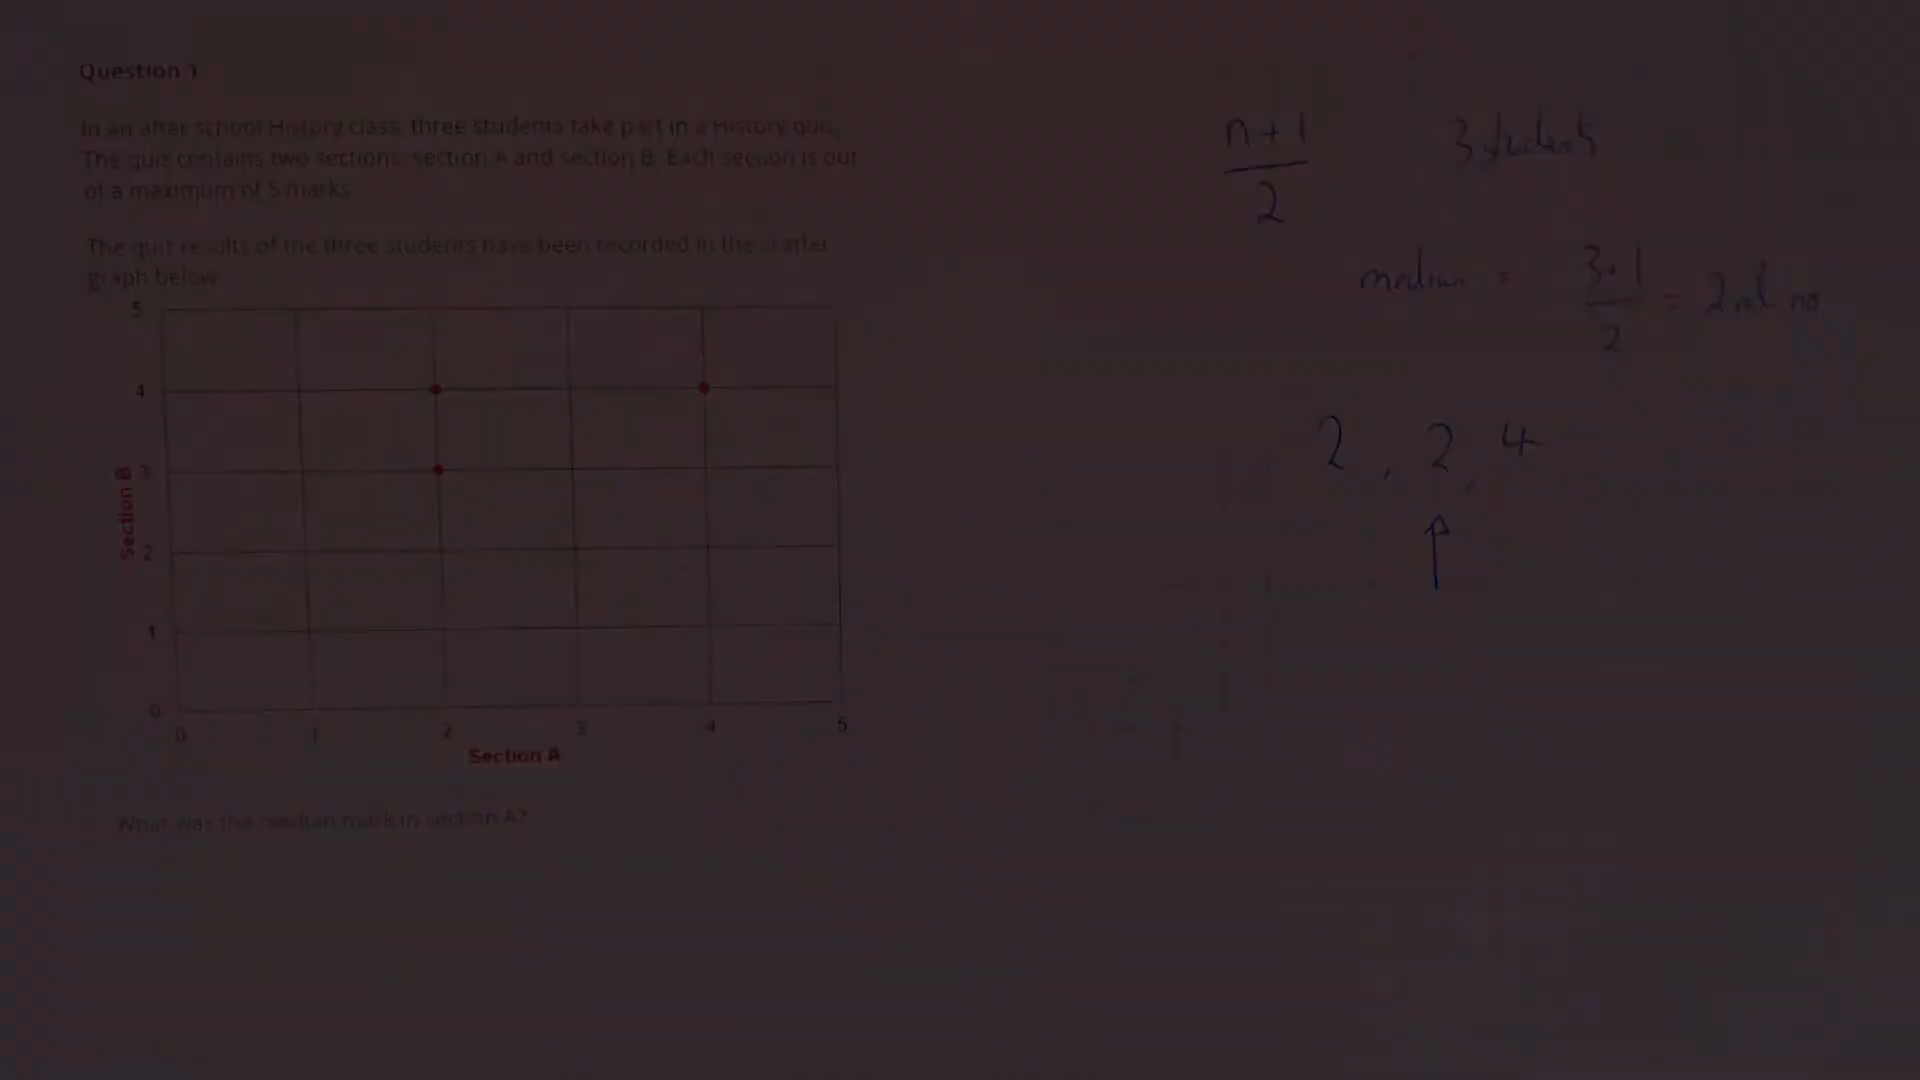 Question 1
In an after school History class, three students take part in a History quiz.
The quiz contains two sections, section A and section B. Each section is out
of a maximum of 5 marks.
The quiz results of the three students have been recorded in the scatter
graph below.
5
4
3
2
1
0
Section B
0 1 2 3 4 5
Section A
What was the median mark in section A?
n+1
2
3 students
median = 3+1
2
= 2nd no
2, 2, 4